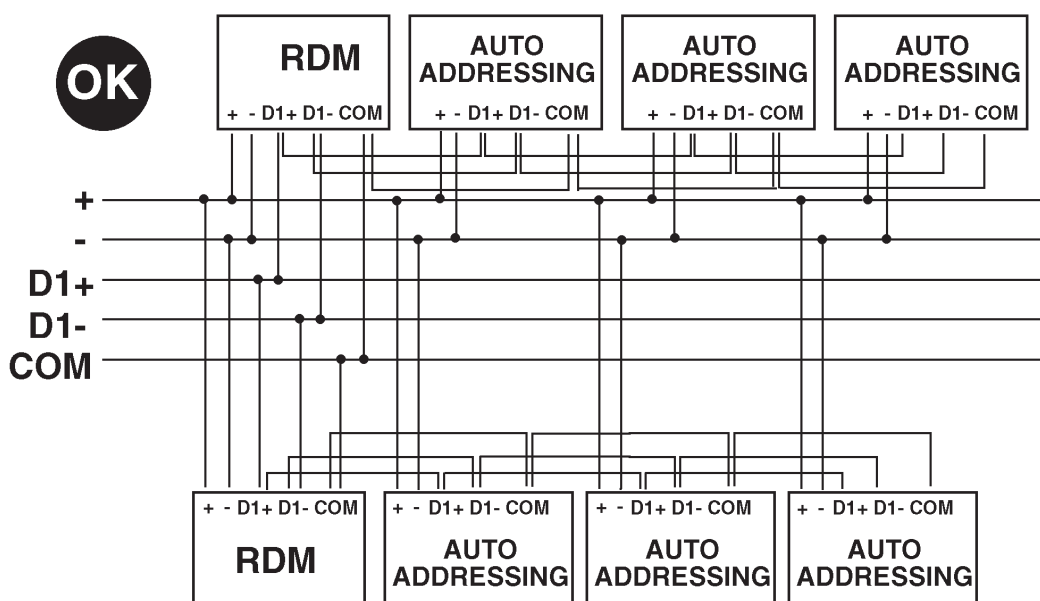 OK
RDM
+ - D1+ D1- COM
AUTO
ADDRESSING
+ - D1+ D1- COM
AUTO
ADDRESSING
+ - D1+ D1- COM
AUTO
ADDRESSING
+ - D1+ D1- COM
+
-
D1+
D1-
COM
+ - D1+ D1- COM
RDM
+ - D1+ D1- COM
AUTO
ADDRESSING
+ - D1+ D1- COM
AUTO
ADDRESSING
+ - D1+ D1- COM
AUTO
ADDRESSING